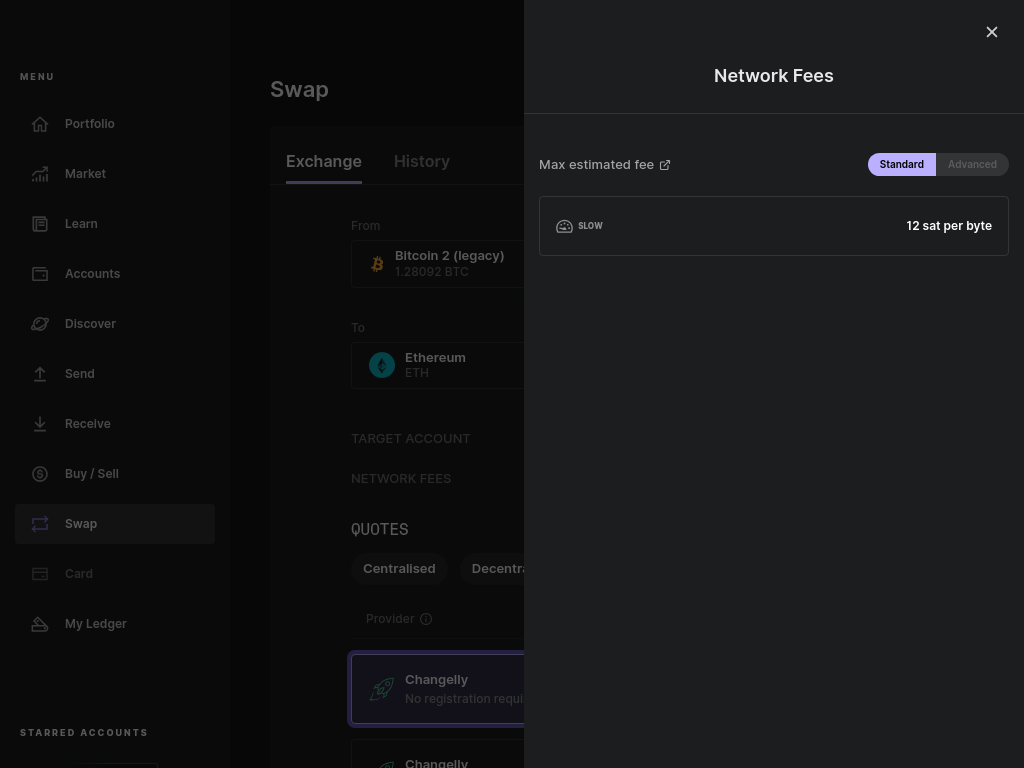 MENU
Portfolio
Market
Learn
Accounts
Discover
Send
Receive
Buy / Sell
Swap
Card
My Ledger
STARRED ACCOUNTS
Swap
Exchange
History
From
Bitcoin 2 (legacy)
1.28092 BTC
To
Ethereum
ETH
TARGET ACCOUNT
NETWORK FEES
QUOTES
Centralised
Decentra
Provider
Changelly
No registration requi
Changelly
Network Fees
Max estimated fee
Standard
Advanced
SLOW
12 sat per byte